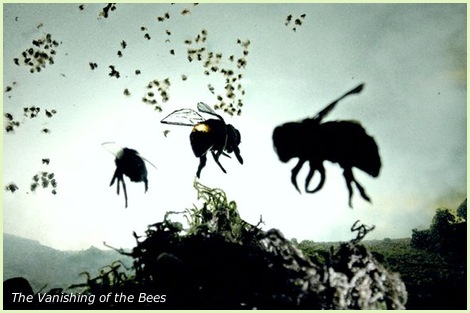 The Vanishing of the Bees